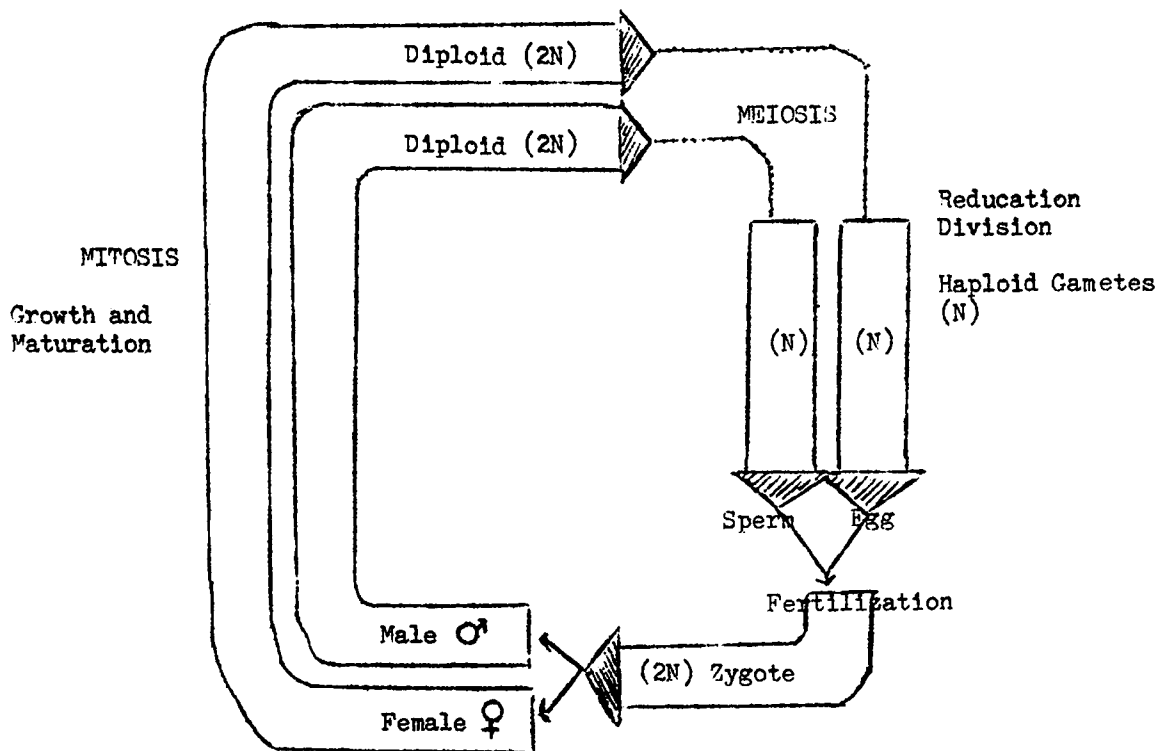 Diploid (2N)
Diploid (2N)
MEIOSIS
Reducation
Division
MITOSIS
Haploid Gametes
(N)
Growth and
Maturation
(N)
(N)
Sperm
Egg
Fertilization
Male ♂
(2N) Zygote
Female ♀